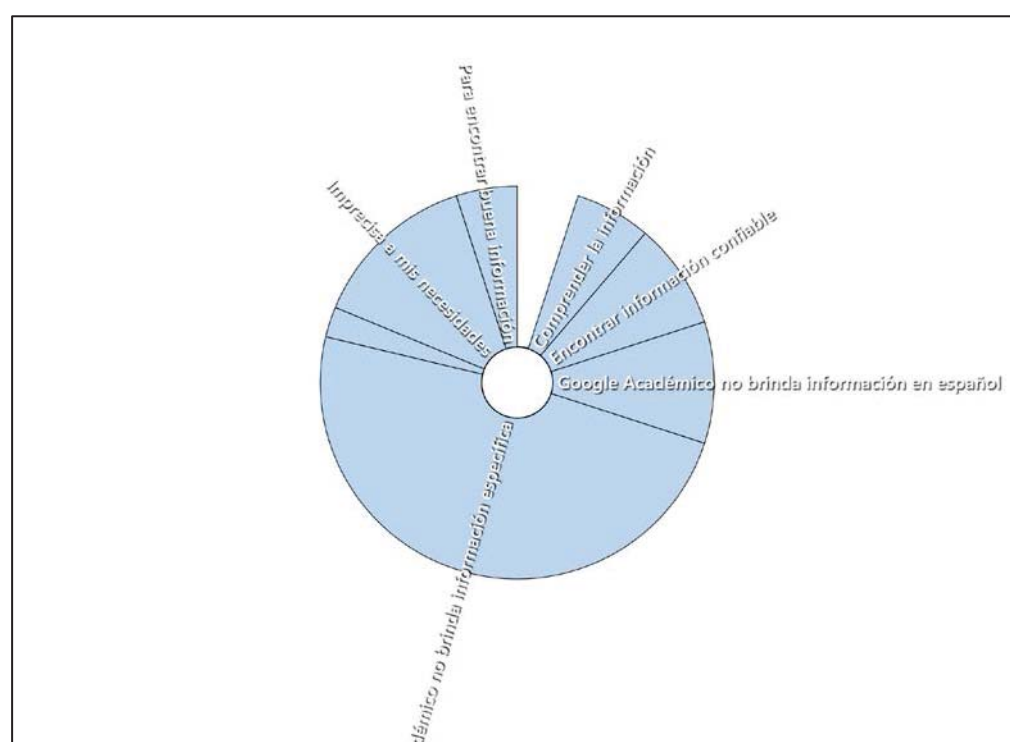 Para encontrar buena información
Imprecisa a mis necesidades
Comprender la información
Encontrar información confiable
Google Académico no brinda información en español
démico no brinda información específica